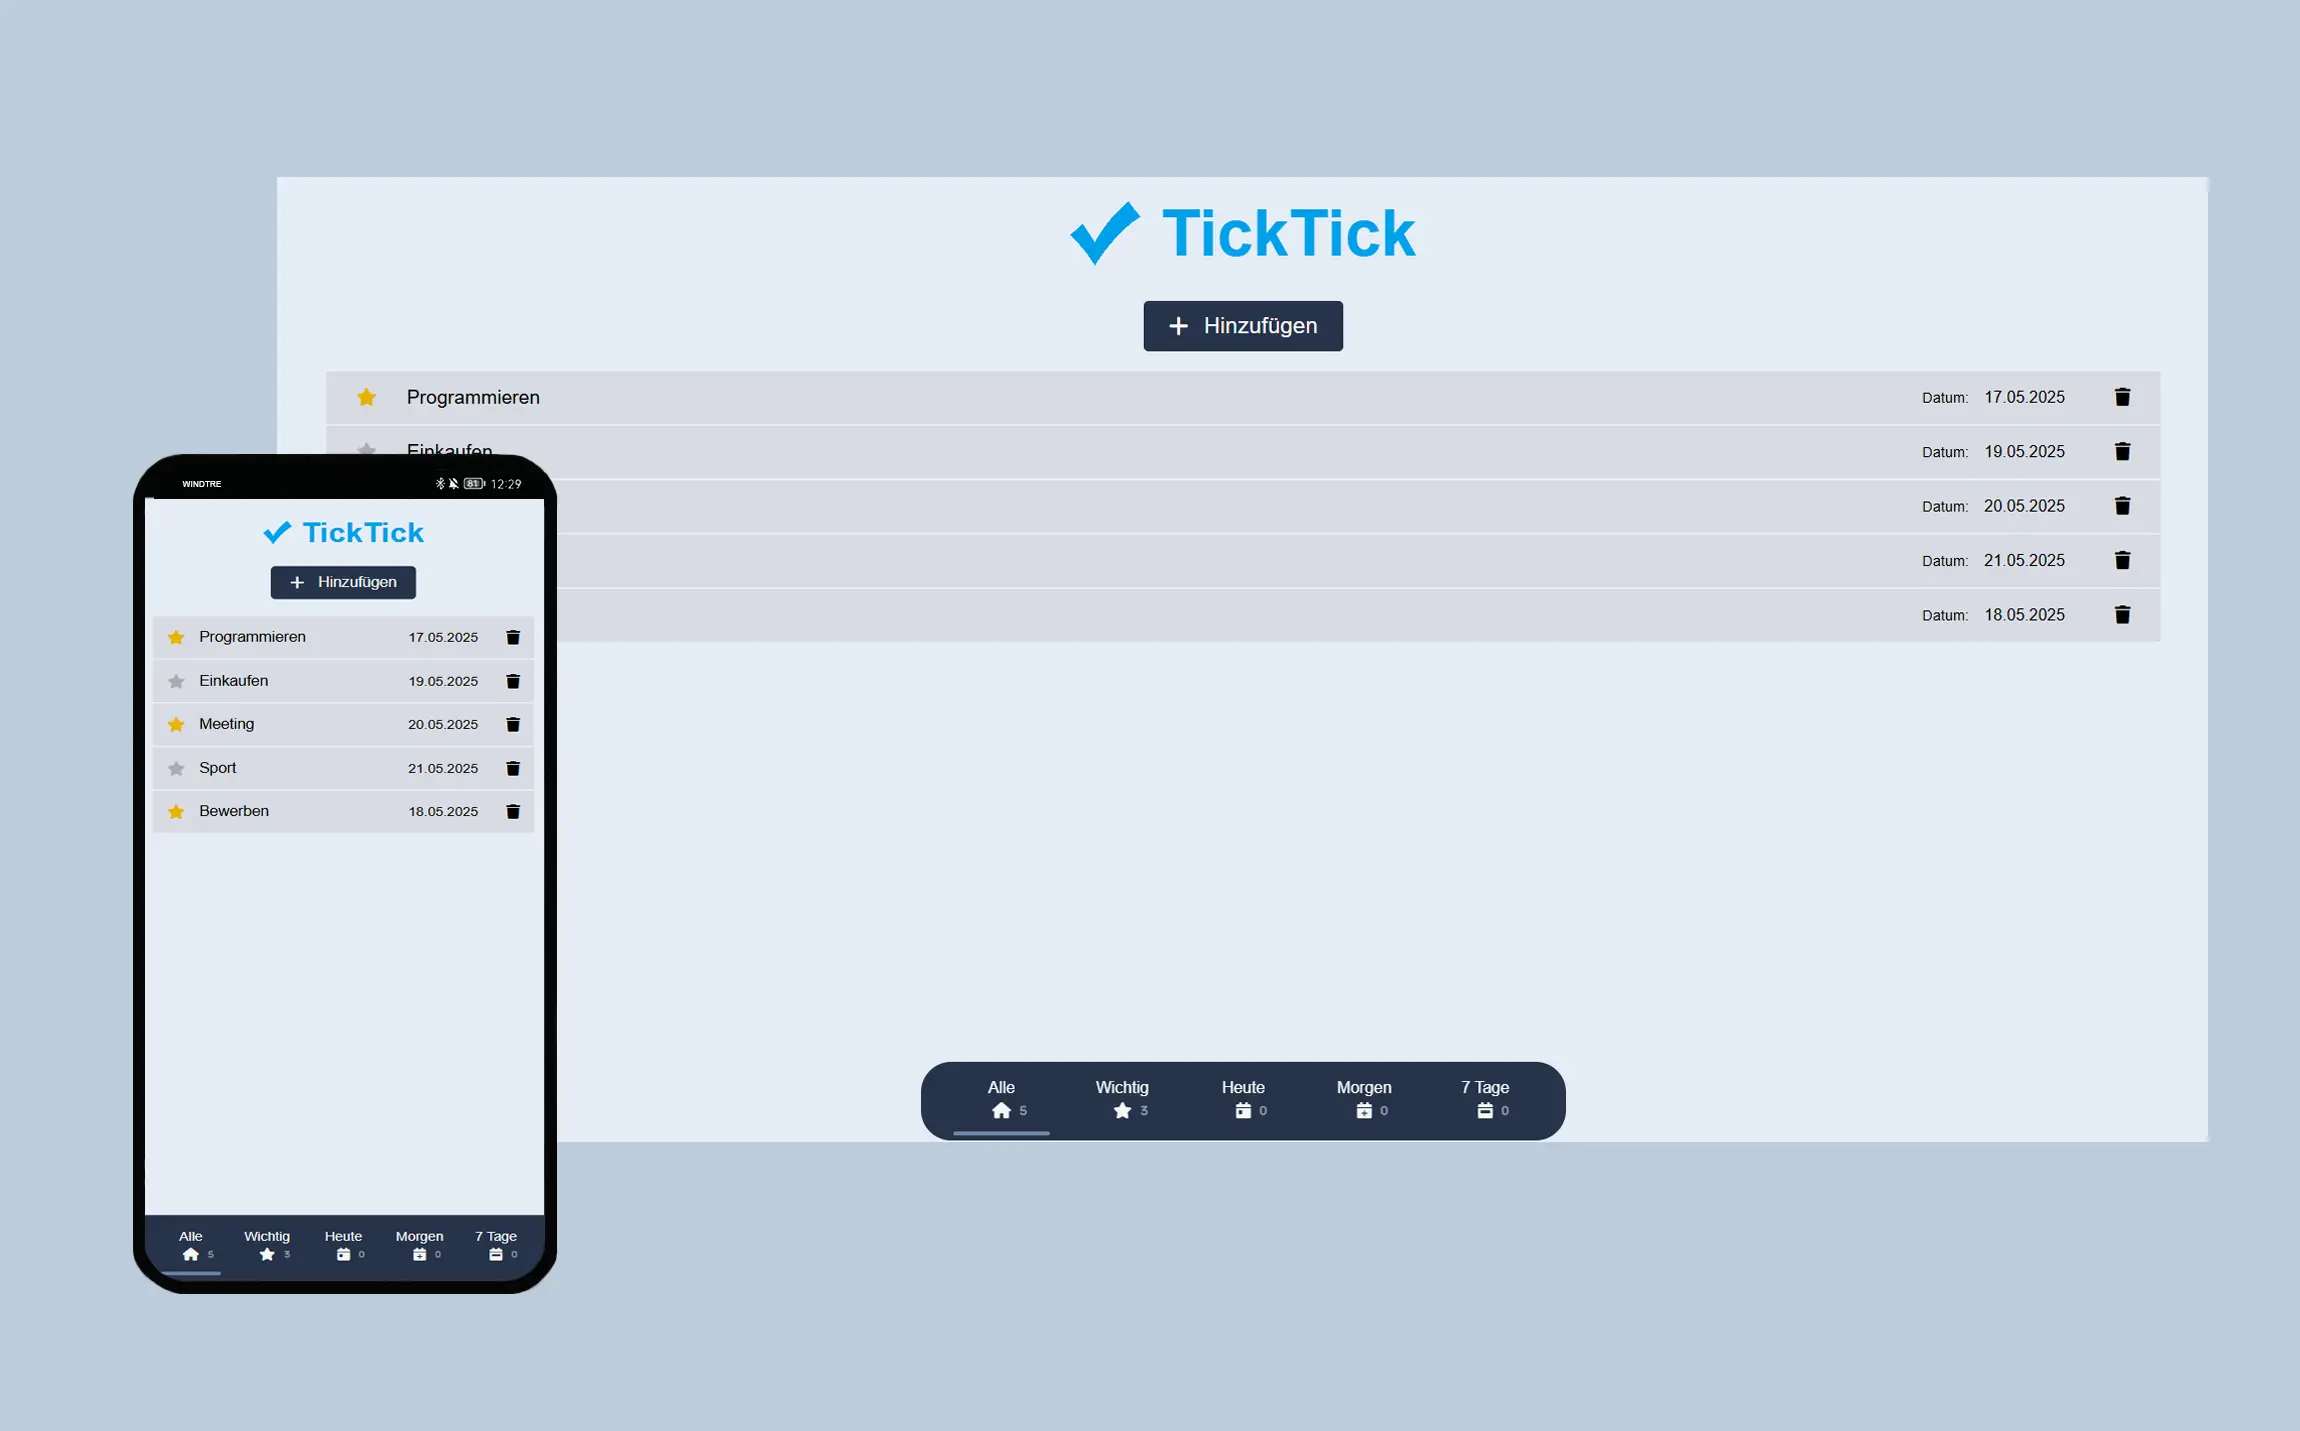 TickTick
Hinzufügen
Programmieren Datum: 17.05.2025
Einkaufen Datum: 19.05.2025
Datum: 20.05.2025
Datum: 21.05.2025
Datum: 18.05.2025
Alle Wichtig Heute Morgen 7 Tage
5 3 0 0 0
WINDTRE 81 12:29
TickTick
Hinzufügen
Programmieren 17.05.2025
Einkaufen 19.05.2025
Meeting 20.05.2025
Sport 21.05.2025
Bewerben 18.05.2025
Alle Wichtig Heute Morgen 7 Tage
5 3 0 0 0